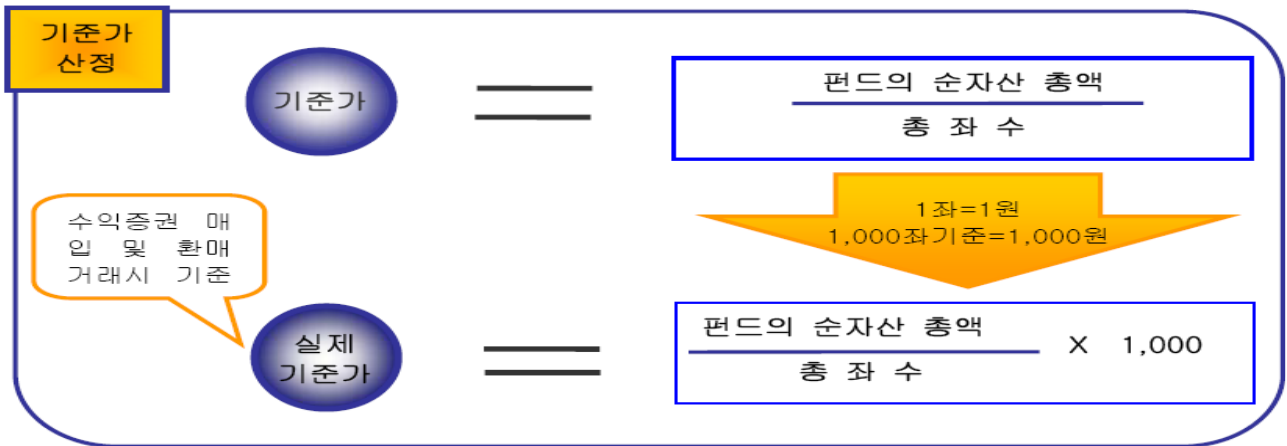 기준가
산정
기준가
펀드의 순자산 총액
총 좌 수
수익증권 매
입 및 환매
거래시 기준
1좌=1원
1,000좌기준=1,000원
실제
기준가
펀드의 순자산 총액
총 좌 수
X 1,000